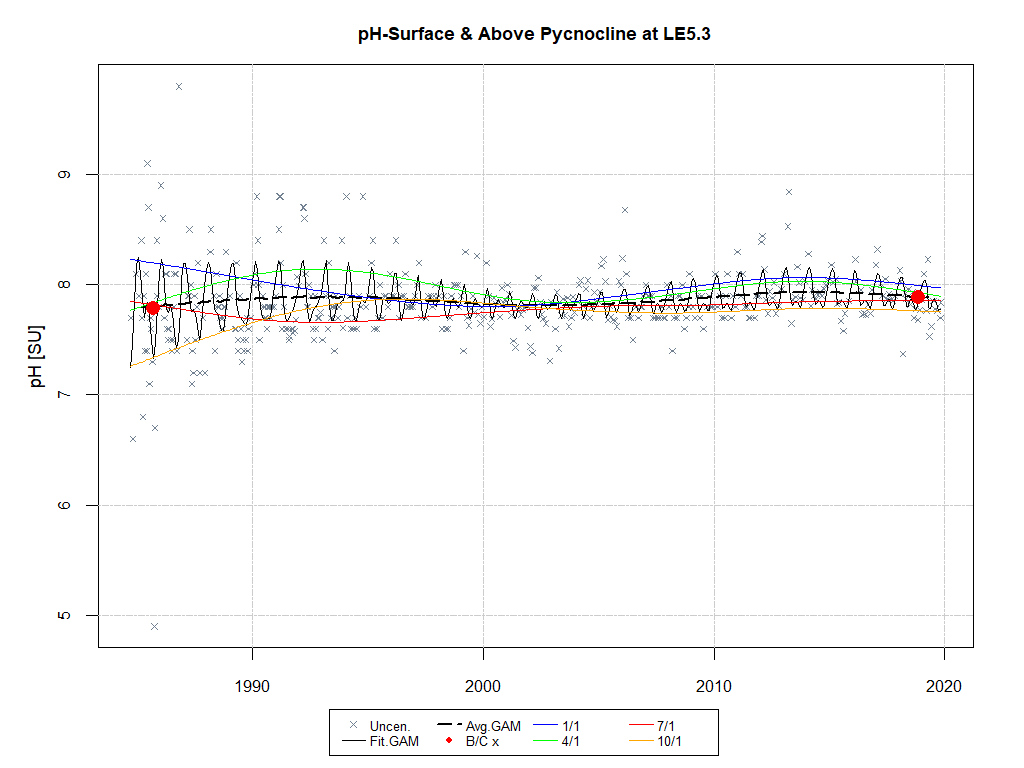 pH-Surface & Above Pycnocline at LE5.3
pH [SU]
9
8
7
6
5
1990 2000 2010 2020
Uncen. Avg.GAM 1/1 7/1
Fit.GAM B/C x 4/1 10/1